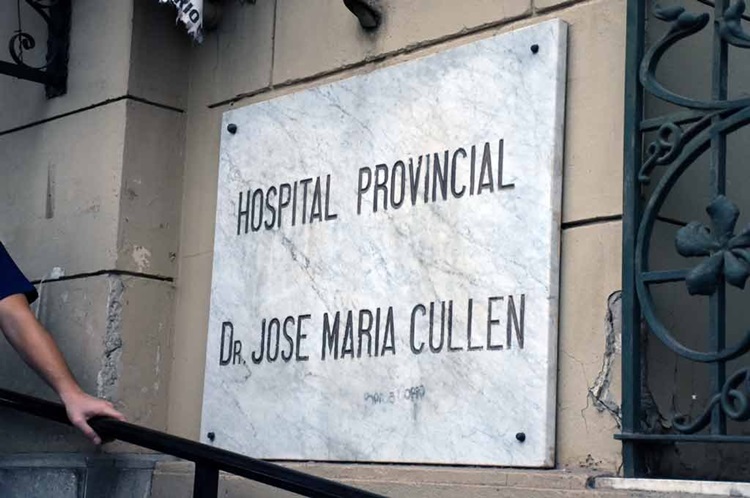 HOSPITAL PROVINCIAL
DR. JOSE MARIA CULLEN